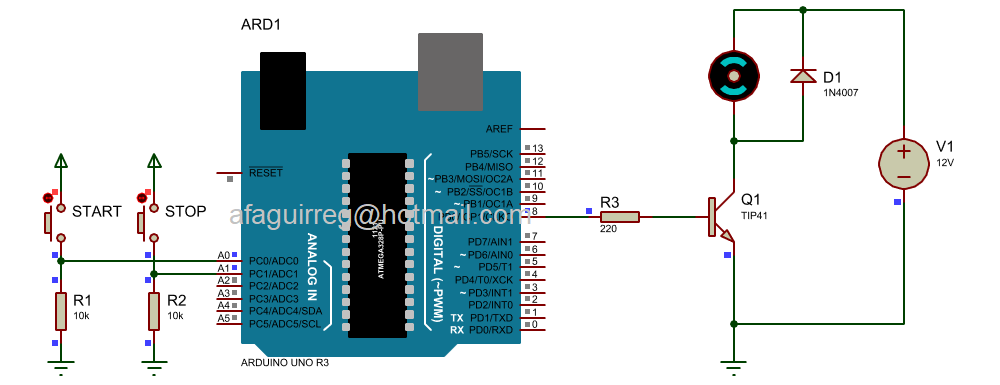 ARD1
D1
1N4007
V1
12V
AREF
PB5/SCK 13
PB4/MISO 12
~PB3/MOSI/OC2A 11
~ PB2/SS/OC1B 10
~ PB1/OC1A 9
8
PD7/AIN1 7
~ PD6/AIN0 6
~ PD5/T1 5
PD4/T0/XCK 4
~ PD3/INT1 3
PD2/INT0 2
TX PD1/TXD 1
RX PD0/RXD 0
RESET
START
STOP
afaguirreg@hotmail.com
R3
220
Q1
TIP41
A0 PC0/ADC0
A1 PC1/ADC1
A2 PC2/ADC2
A3 PC3/ADC3
A4 PC4/ADC4/SDA
A5 PC5/ADC5/SCL
ANALOG IN
ATMEGA328P-PU
1121
DIGITAL (~PWM)
R1
10k
R2
10k
ARDUINO UNO R3